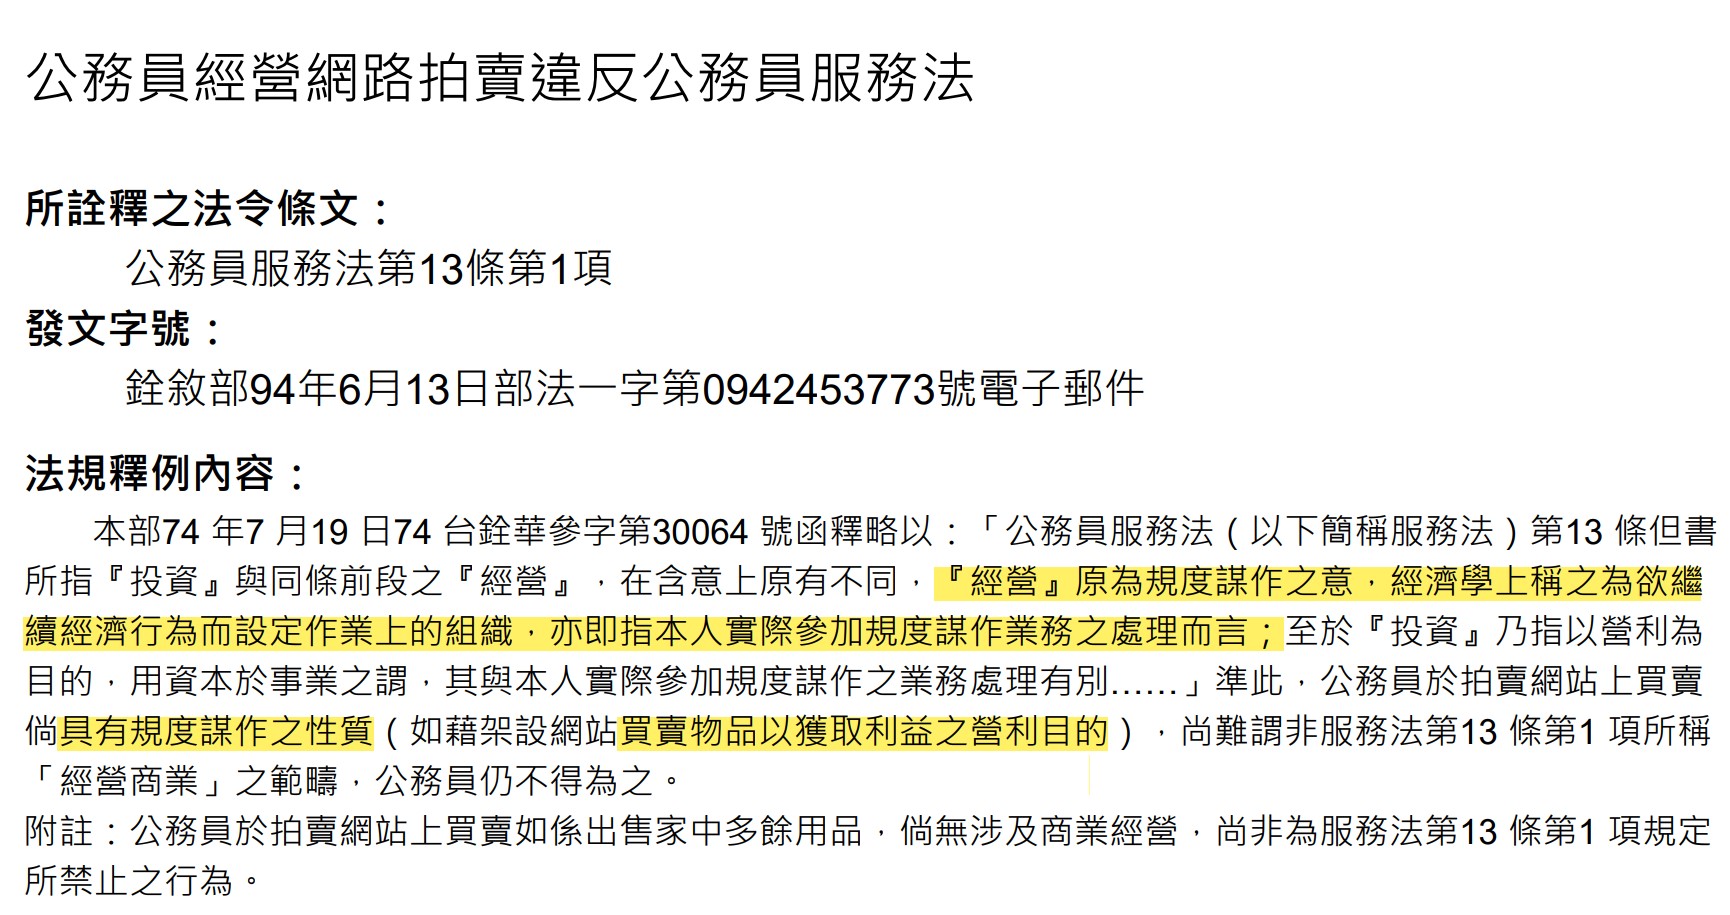 公務員經營網路拍賣違反公務員服務法
所詮釋之法令條文：
公務員服務法第13條第1項
發文字號：
銓敘部94年6月13日部法一字第0942453773號電子郵件
法規釋例內容：
本部74 年7 月19 日74 台銓華參字第30064 號函釋略以：「公務員服務法（以下簡稱服務法）第13 條但書
所指『投資』與同條前段之『經營』，在含意上原有不同，『經營』原為規度謀作之意，經濟學上稱之為欲繼
續經濟行為而設定作業上的組織，亦即指本人實際參加規度謀作業務之處理而言；至於『投資』乃指以營利為
目的，用資本於事業之謂，其與本人實際參加規度謀作之業務處理有別......」準此，公務員於拍賣網站上買賣
倘具有規度謀作之性質（如藉架設網站買賣物品以獲取利益之營利目的），尚難謂非服務法第13 條第1 項所稱
「經營商業」之範疇，公務員仍不得為之。
附註：公務員於拍賣網站上買賣如係出售家中多餘用品，倘無涉及商業經營，尚非為服務法第13 條第1 項規定
所禁止之行為。